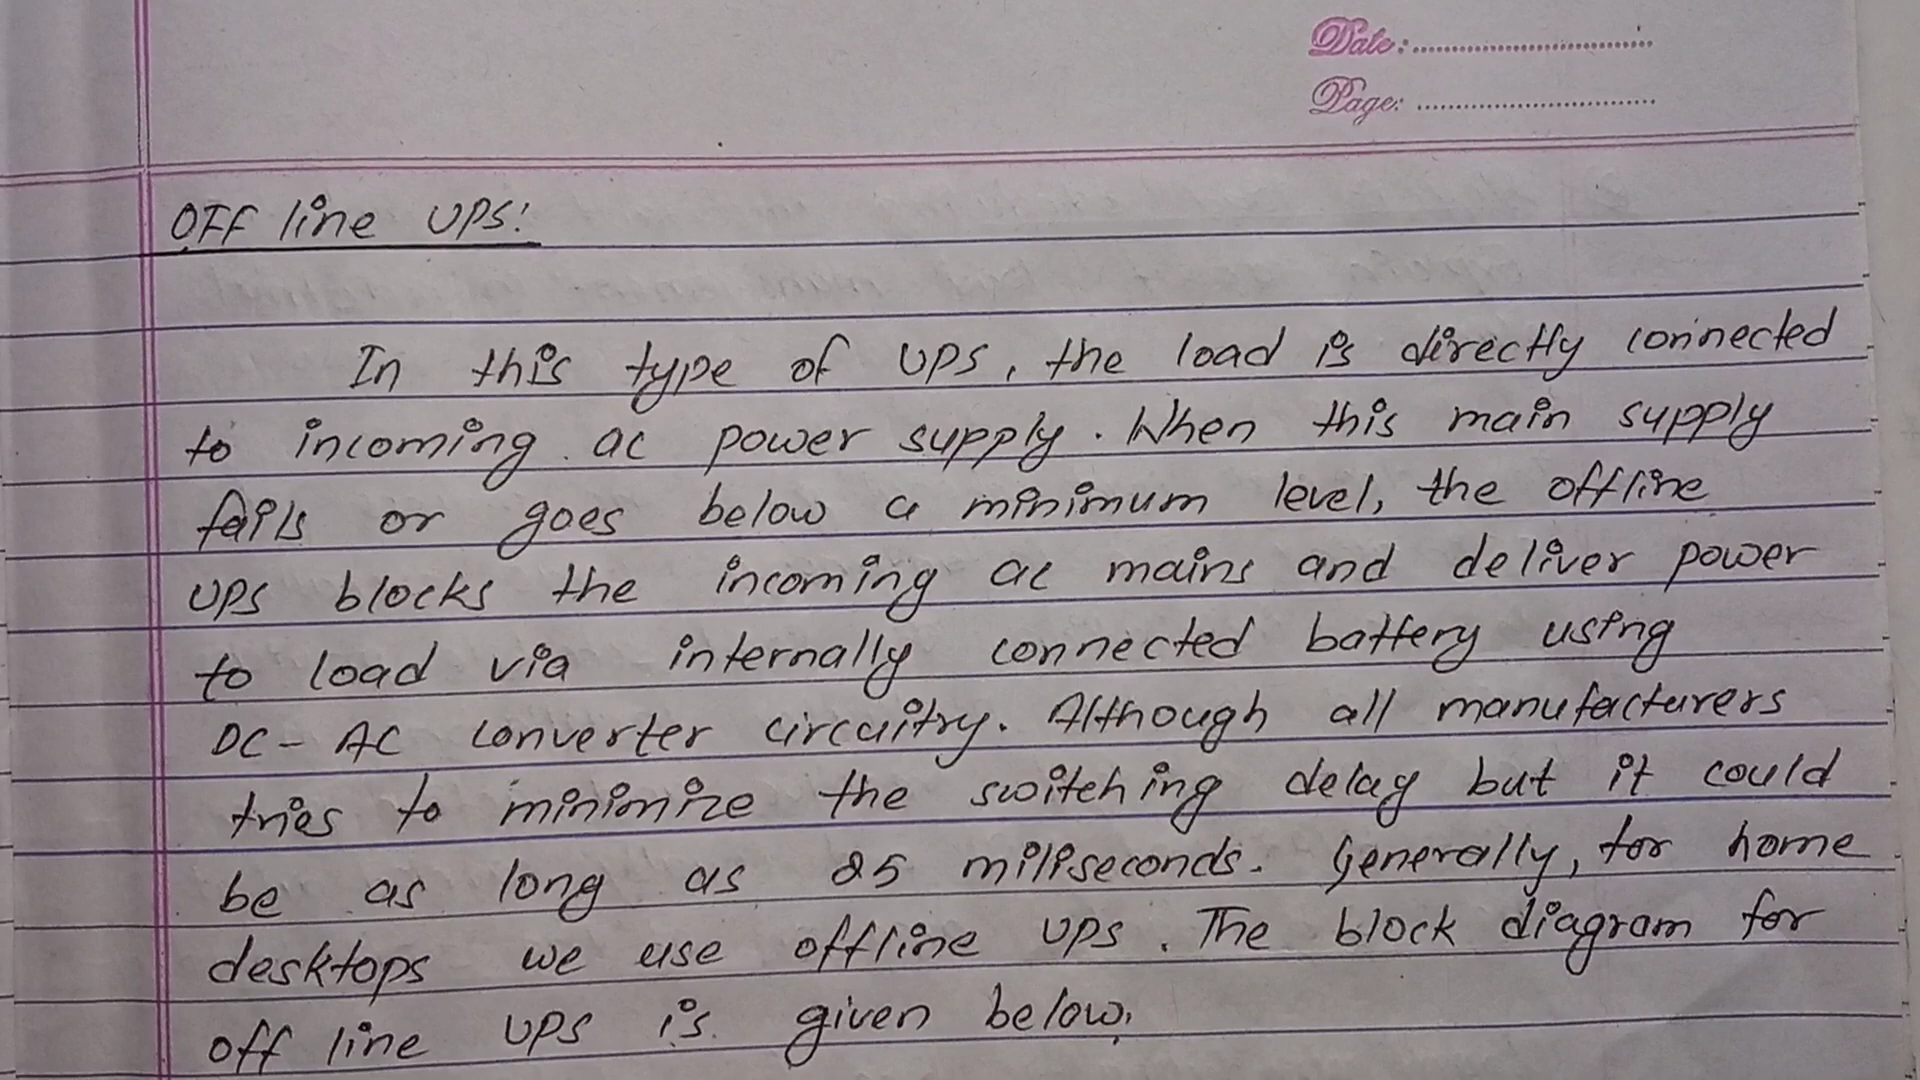 Date: ..............................
Page: ..............................
Off line UPS:
In this type of UPS, the load is directly connected
to incoming ac power supply. When this main supply
fails or goes below a minimum level, the offline
UPS blocks the incoming ac mains and deliver power
to load via internally connected battery using
DC- AC converter circuitry. Although all manufacturers
tries to minimize the switching delay but it could
be as long as 25 miliseconds. Generally, for home
desktops we use offline UPS. The block diagram for
off line UPS is given below.